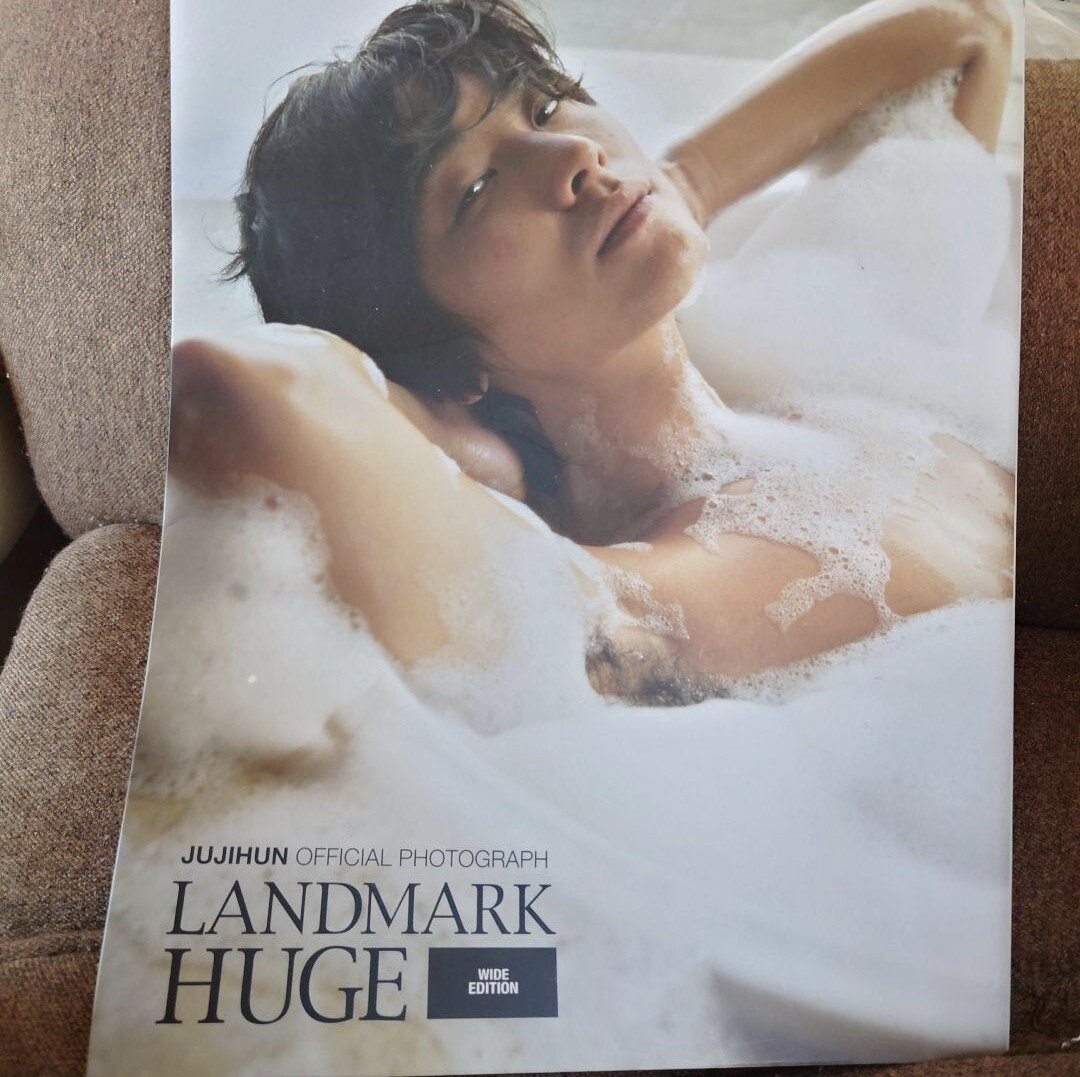 JUJIHUN OFFICIAL PHOTOGRAPH
LANDMARK
HUGE
WIDE
EDITION